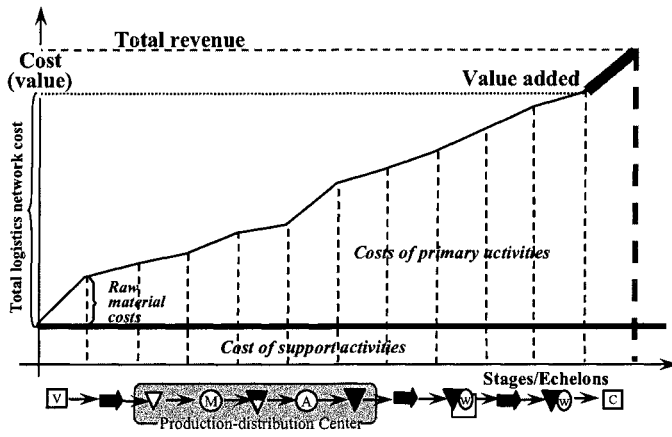 Total revenue
Cost
(value)
Value added
Total logistics network cost
Costs of primary activities
Raw
material
costs
Cost of support activities
Stages/Echelons
V
M
A
W
W
C
Production-distribution Center